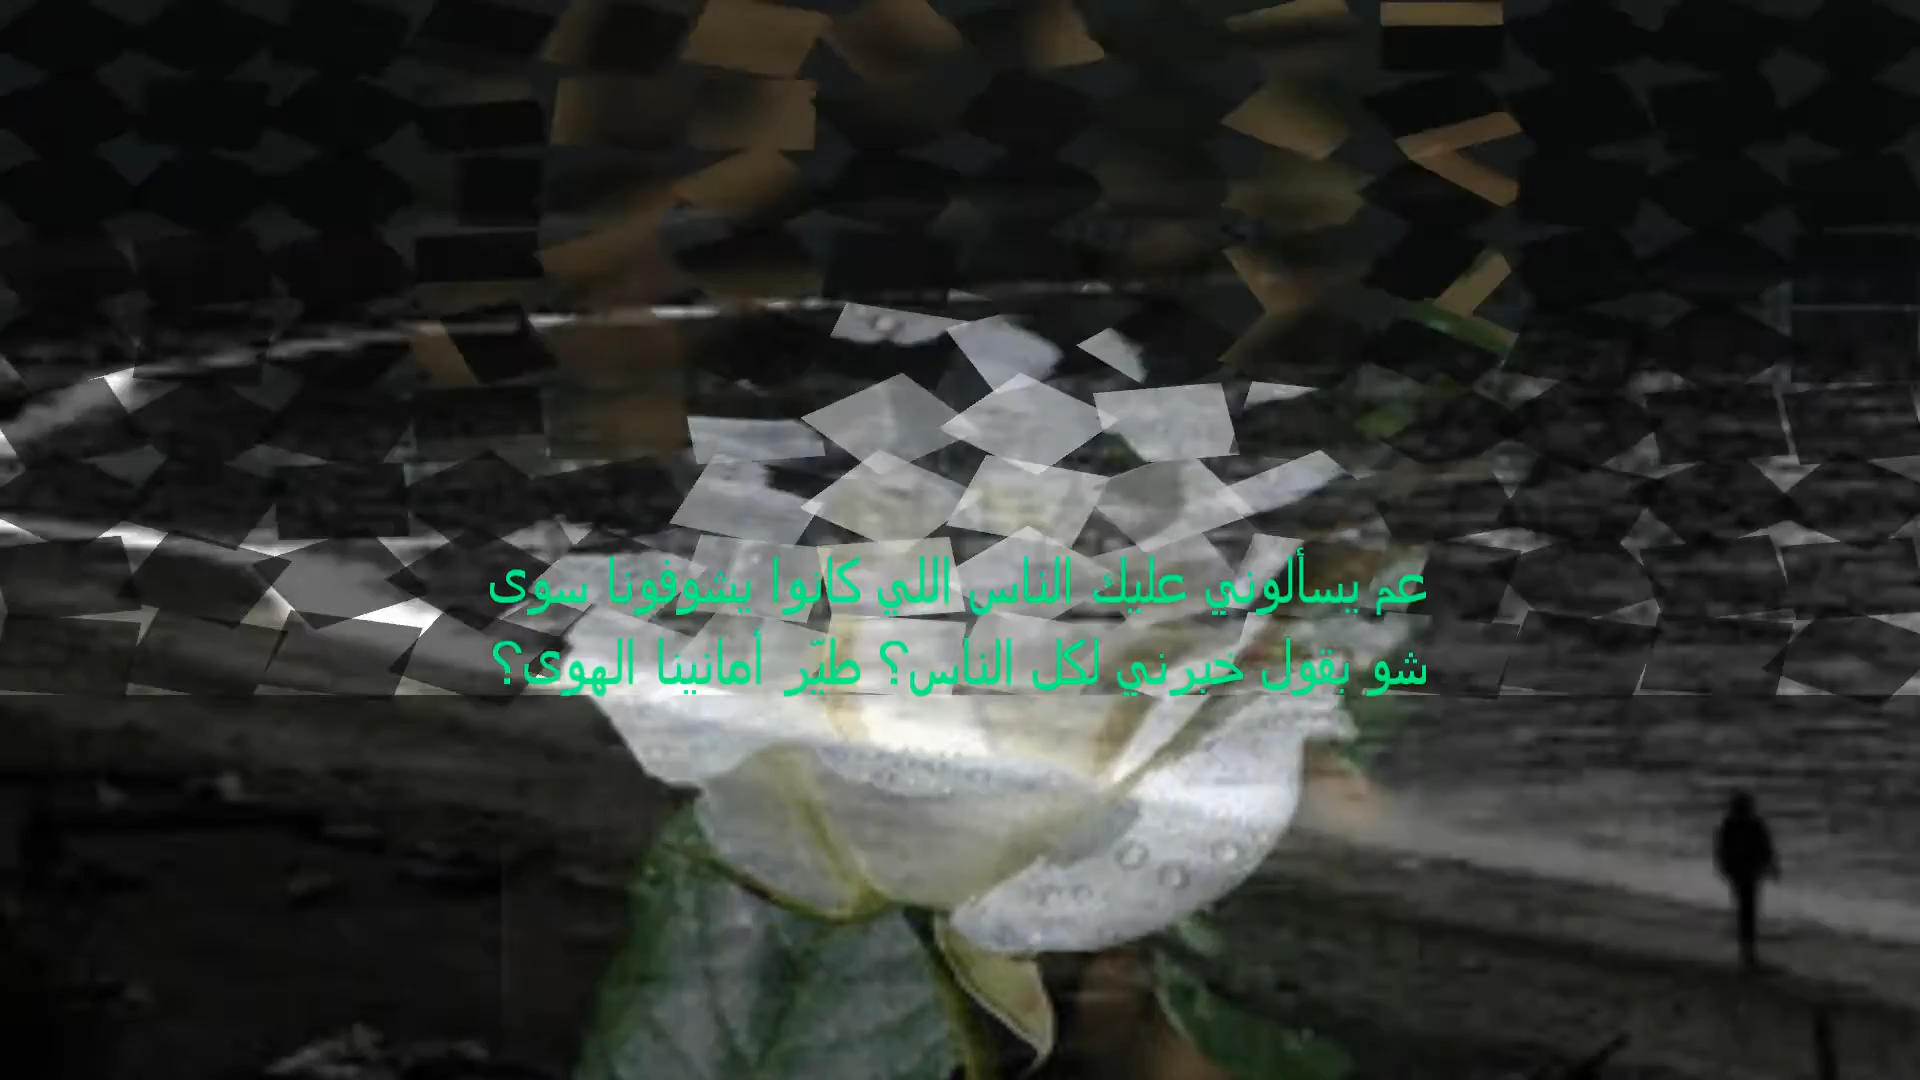 عم يسألوني عليك الناس اللي كانوا يشوفونا سوى
شو بقول خبرني لكل الناس؟ طيّر أمانينا الهوى؟